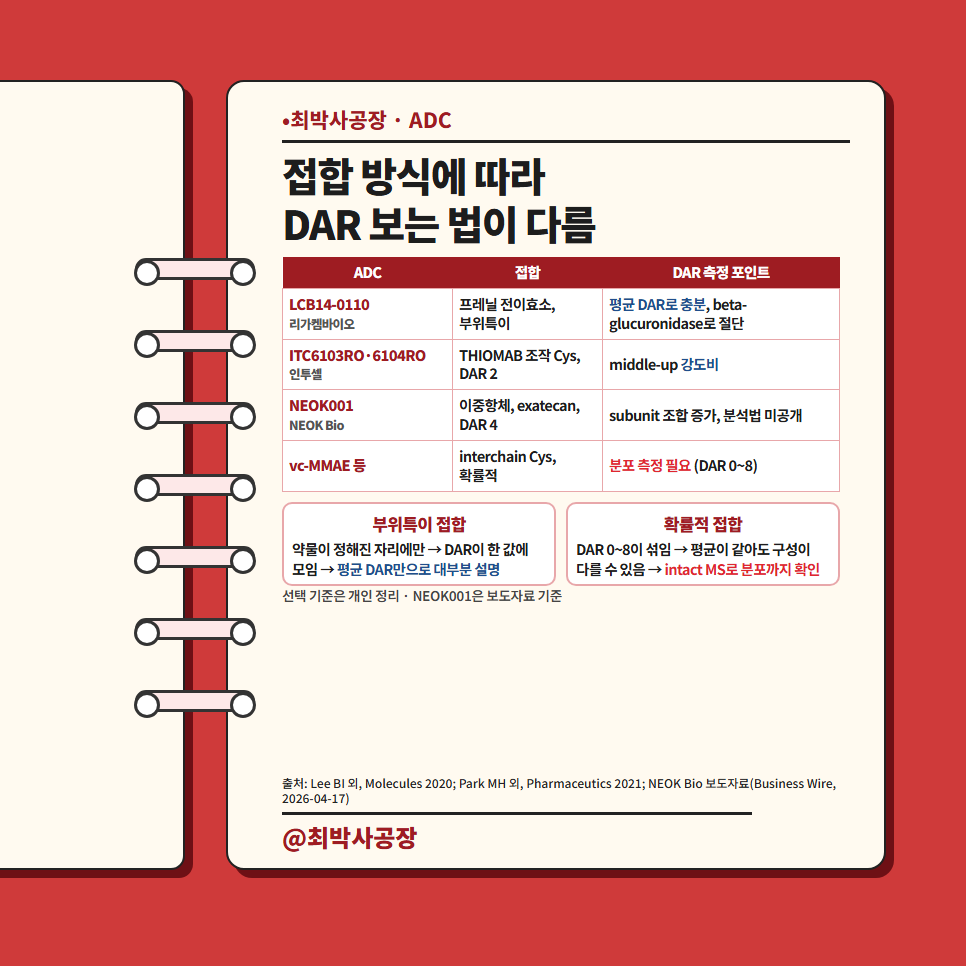 •최박사공장 · ADC
접합 방식에 따라
DAR 보는 법이 다름
ADC 접합 DAR 측정 포인트
LCB14-0110
리가켐바이오
프레닐 전이효소,
부위특이
평균 DAR로 충분, beta-
glucuronidase로 절단
ITC6103RO·6104RO
인투셀
THIOMAB 조작 Cys,
DAR 2
middle-up 강도비
NEOK001
NEOK Bio
이중항체, exatecan,
DAR 4
subunit 조합 증가, 분석법 미공개
vc-MMAE 등
interchain Cys,
확률적
분포 측정 필요 (DAR 0~8)
부위특이 접합
약물이 정해진 자리에만 → DAR이 한 값에
모임 → 평균 DAR만으로 대부분 설명
확률적 접합
DAR 0~8이 섞임 → 평균이 같아도 구성이
다를 수 있음 → intact MS로 분포까지 확인
선택 기준은 개인 정리 · NEOK001은 보도자료 기준
출처: Lee BI 외, Molecules 2020; Park MH 외, Pharmaceutics 2021; NEOK Bio 보도자료(Business Wire,
2026-04-17)
@최박사공장